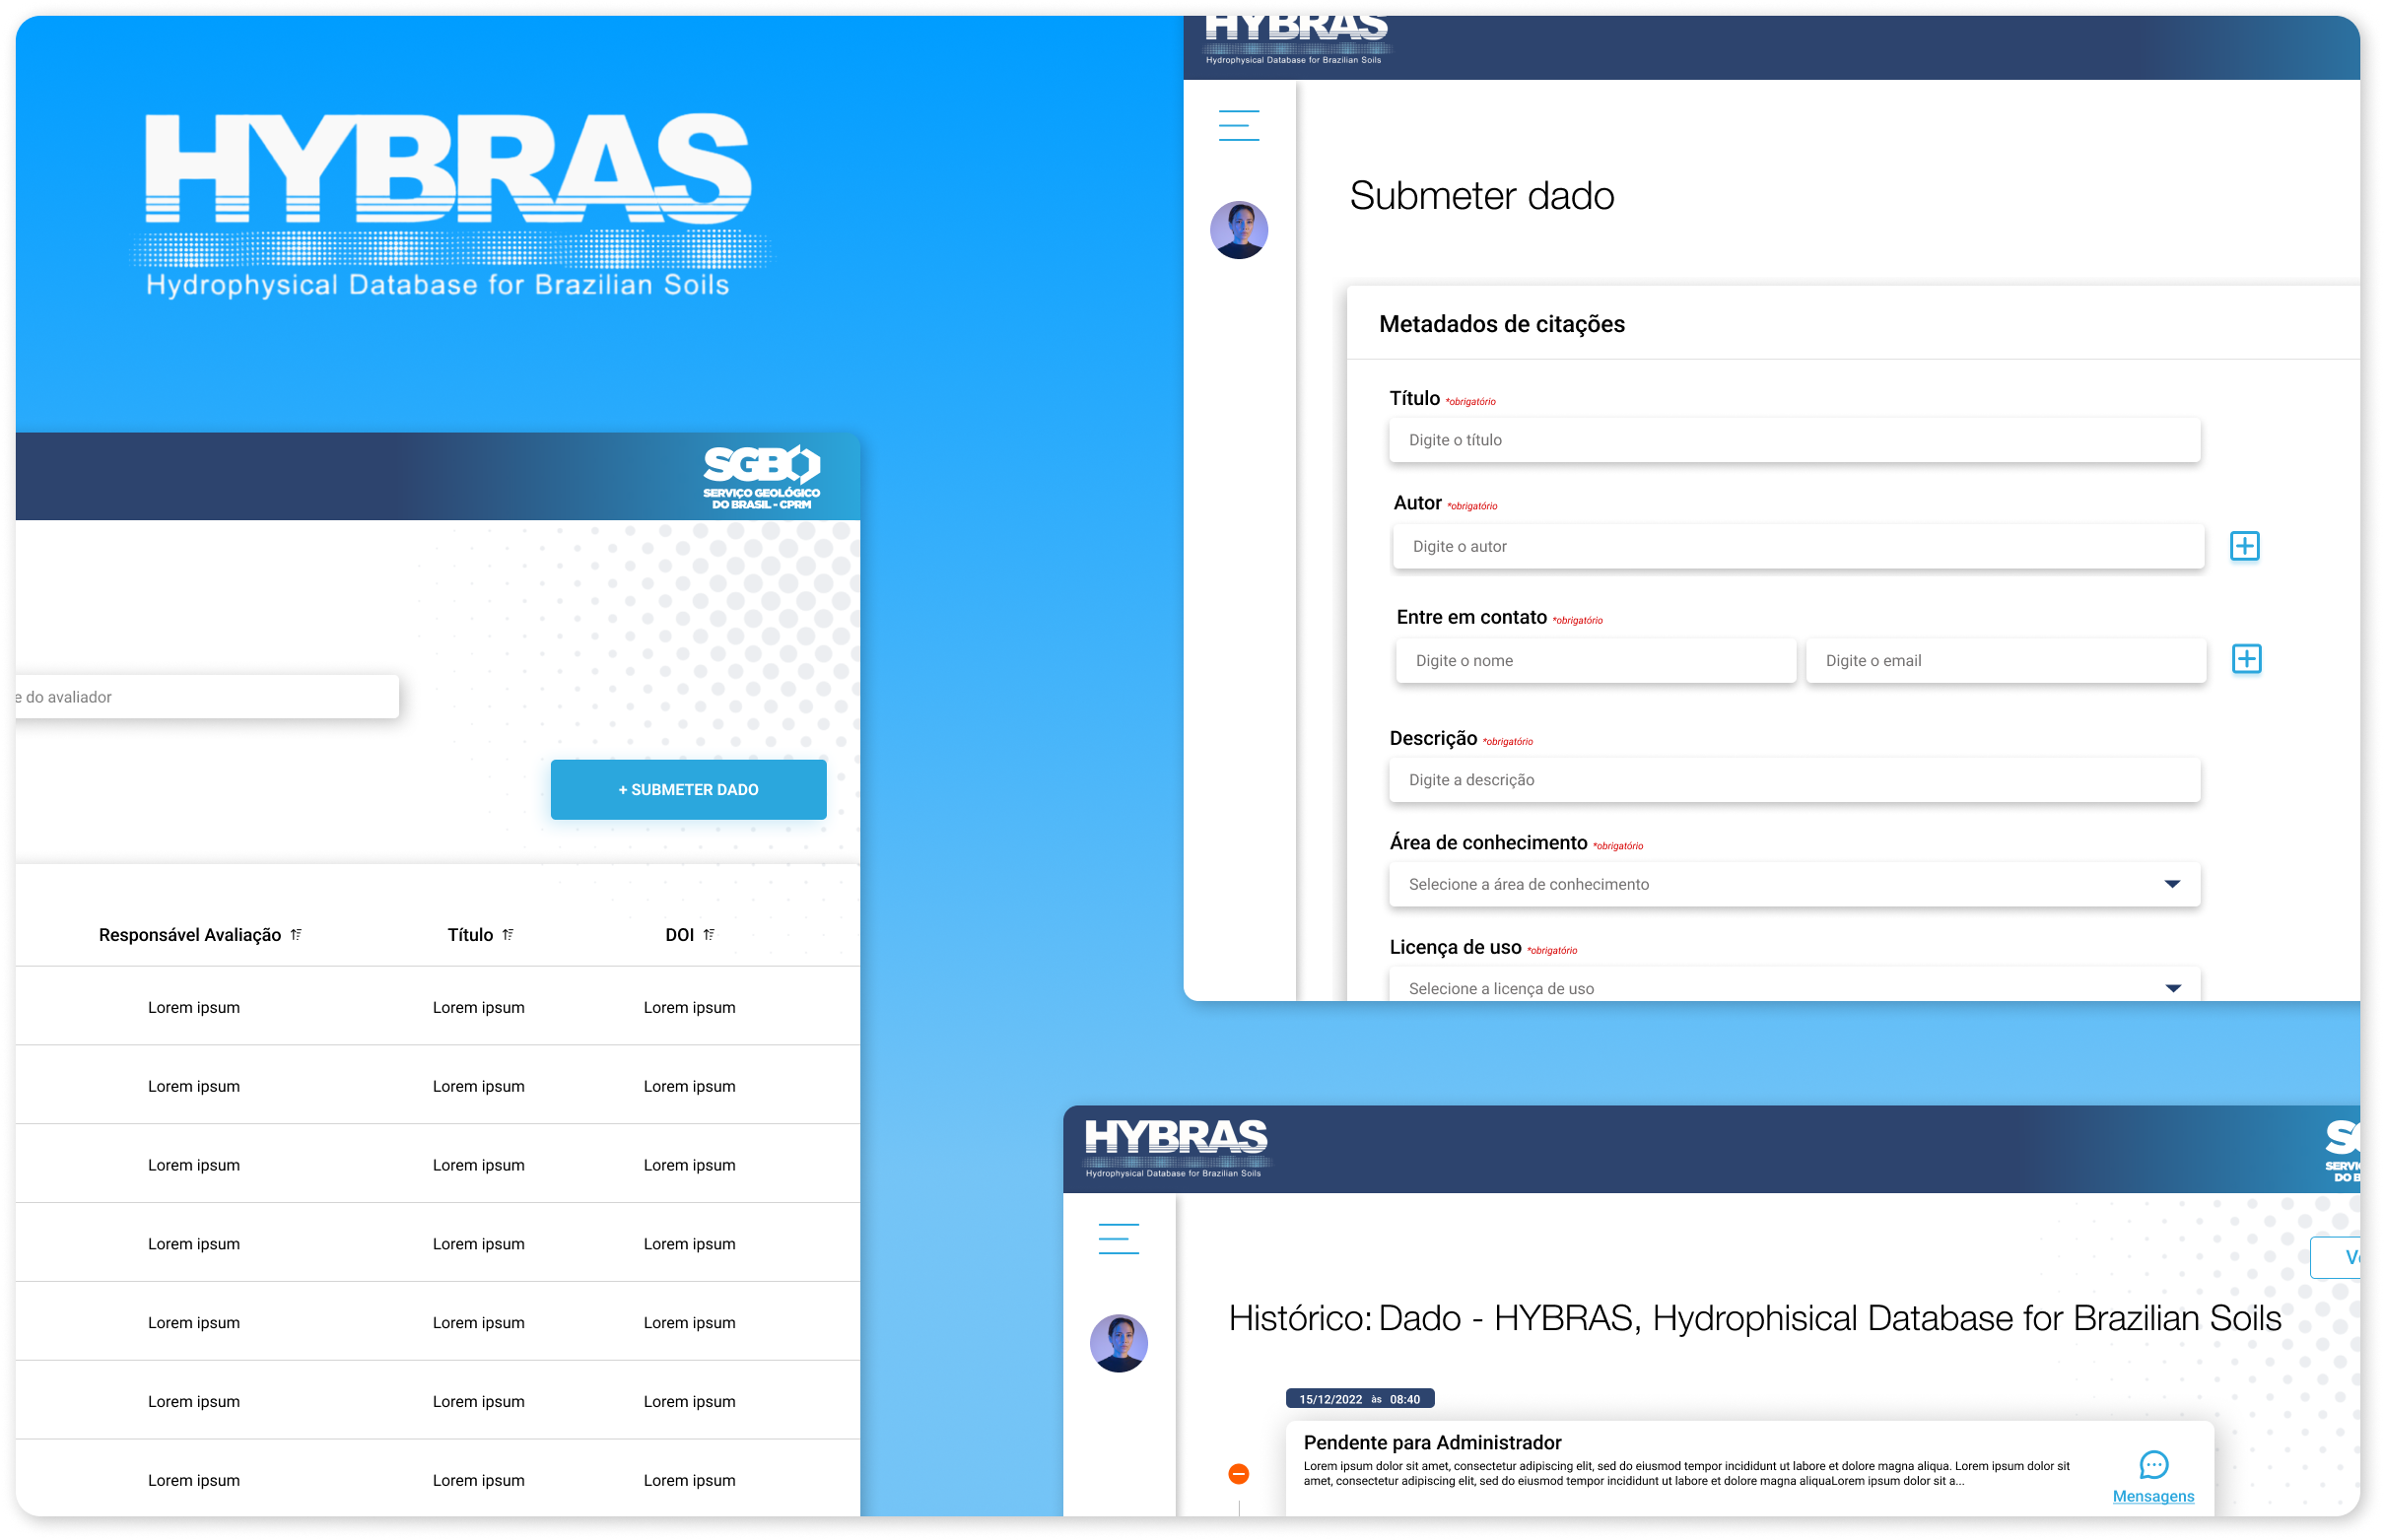 HYBRAS
Hydrophysical Database for Brazilian Soils
SGB
SERVIÇO GEOLÓGICO
DO BRASIL - CPRM
e do avaliador
+ SUBMETER DADO
Responsável Avaliação Título DOI
Lorem ipsum Lorem ipsum Lorem ipsum
Lorem ipsum Lorem ipsum Lorem ipsum
Lorem ipsum Lorem ipsum Lorem ipsum
Lorem ipsum Lorem ipsum Lorem ipsum
Lorem ipsum Lorem ipsum Lorem ipsum
Lorem ipsum Lorem ipsum Lorem ipsum
Lorem ipsum Lorem ipsum Lorem ipsum
HYBRAS
Hydrophysical Database for Brazilian Soils
Submeter dado
Metadados de citações
Título *obrigatório
Digite o título
Autor *obrigatório
Digite o autor
Entre em contato *obrigatório
Digite o nome Digite o email
Descrição *obrigatório
Digite a descrição
Área de conhecimento *obrigatório
Selecione a área de conhecimento
Licença de uso *obrigatório
Selecione a licença de uso
HYBRAS
Hydrophysical Database for Brazilian Soils
Histórico: Dado - HYBRAS, Hydrophisical Database for Brazilian Soils
15/12/2022 às 08:40
Pendente para Administrador
Lorem ipsum dolor sit amet, consectetur adipiscing elit, sed do eiusmod tempor incididunt ut labore et dolore magna aliqua. Lorem ipsum dolor sit
amet, consectetur adipiscing elit, sed do eiusmod tempor incididunt ut labore et dolore magna aliquaLorem ipsum dolor sit a...
Mensagens